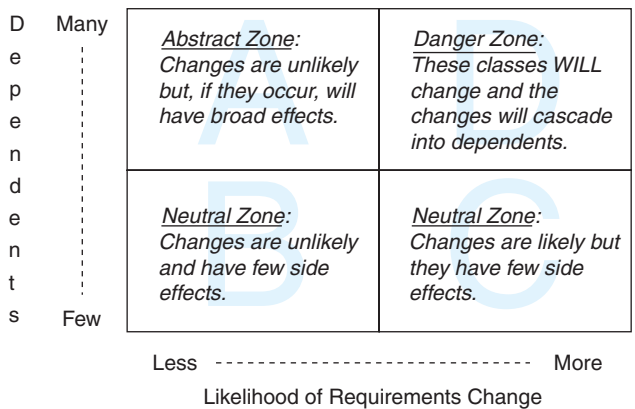 Dependents
Many
Few
A
Abstract Zone:
Changes are unlikely
but, if they occur, will
have broad effects.
D
Danger Zone:
These classes WILL
change and the
changes will cascade
into dependents.
B
Neutral Zone:
Changes are unlikely
and have few side
effects.
C
Neutral Zone:
Changes are likely but
they have few side
effects.
Less
More
Likelihood of Requirements Change